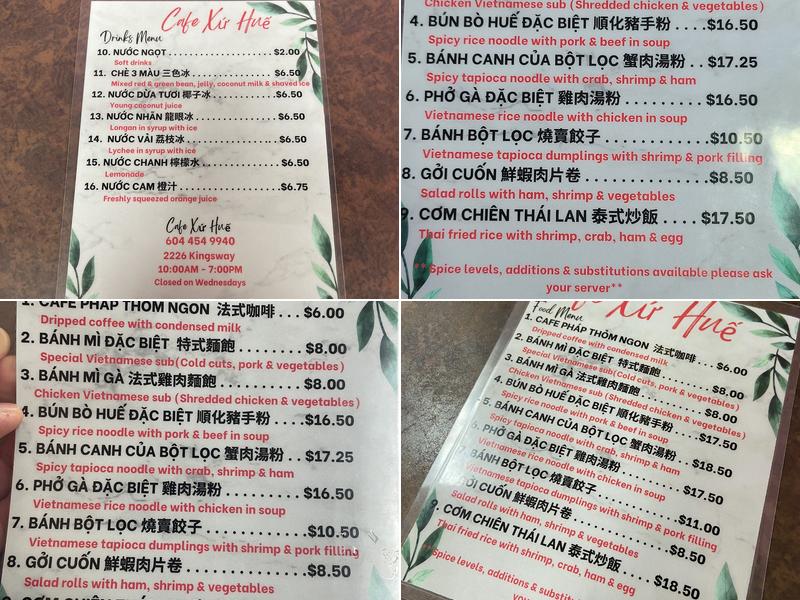 Cafe Xứ Huế
Drinks Menu
10. NƯỚC NGỌT . . . . . . . . . . . . . . . . . . . . $2.00
Soft drinks
11. CHÈ 3 MÀU 三色冰 . . . . . . . . . . . . . . . $6.50
Mixed red & green bean, jelly, coconut milk & shaved ice
12. NƯỚC DỪA TƯƠI 椰子冰 . . . . . . . . . $6.50
Young coconut juice
13. NƯỚC NHÃN 龍眼冰 . . . . . . . . . . . . . $6.50
Longan in syrup with ice
14. NƯỚC VẢI 荔枝冰 . . . . . . . . . . . . . . . $6.50
Lychee in syrup with ice
15. NƯỚC CHANH 檸檬水 . . . . . . . . . . . . $6.50
Lemonade
16. NƯỚC CAM 橙汁 . . . . . . . . . . . . . . . . $6.75
Freshly squeezed orange juice
Cafe Xứ Huế
604 454 9940
2226 Kingsway
10:00AM - 7:00PM
Closed on Wednesdays
Chicken Vietnamese sub (Shredded chicken & vegetables)
4. BÚN BÒ HUẾ ĐẶC BIỆT 順化豬手粉 . . . . $16.50
Spicy rice noodle with pork & beef in soup
5. BÁNH CANH CỦA BỘT LỌC 蟹肉湯粉 . . $17.25
Spicy tapioca noodle with crab, shrimp & ham
6. PHỞ GÀ ĐẶC BIỆT 雞肉湯粉 . . . . . . . . . $16.50
Vietnamese rice noodle with chicken in soup
7. BÁNH BỘT LỌC 燒賣餃子 . . . . . . . . . . . . $10.50
Vietnamese tapioca dumplings with shrimp & pork filling
8. GỞI CUỐN 鮮蝦肉片卷 . . . . . . . . . . . . . . $8.50
Salad rolls with ham, shrimp & vegetables
9. CƠM CHIÊN THÁI LAN 泰式炒飯 . . . . $17.50
Thai fried rice with shrimp, crab, ham & egg
**Spice levels, additions & substitutions available please ask
your server**
1. CAFE PHÁP THƠM NGON 法式咖啡 . . . $6.00
Dripped coffee with condensed milk
2. BÁNH MÌ ĐẶC BIỆT 特式麵飽 . . . . . . . . $8.00
Special Vietnamese sub(Cold cuts, pork & vegetables)
3. BÁNH MÌ GÀ 法式雞肉麵飽 . . . . . . . . . $8.00
Chicken Vietnamese sub (Shredded chicken & vegetables)
4. BÚN BÒ HUẾ ĐẶC BIỆT 順化豬手粉 . . . . $16.50
Spicy rice noodle with pork & beef in soup
5. BÁNH CANH CỦA BỘT LỌC 蟹肉湯粉 . . $17.25
Spicy tapioca noodle with crab, shrimp & ham
6. PHỞ GÀ ĐẶC BIỆT 雞肉湯粉 . . . . . . . . . $16.50
Vietnamese rice noodle with chicken in soup
7. BÁNH BỘT LỌC 燒賣餃子 . . . . . . . . . . . . $10.50
Vietnamese tapioca dumplings with shrimp & pork filling
8. GỞI CUỐN 鮮蝦肉片卷 . . . . . . . . . . . . . . $8.50
Salad rolls with ham, shrimp & vegetables
Xứ Huế
Food Menu
1. CAFE PHÁP THƠM NGON 法式咖啡 . . . $6.00
Dripped coffee with condensed milk
2. BÁNH MÌ ĐẶC BIỆT 特式麵飽 . . . . . . . . $8.00
Special Vietnamese sub(Cold cuts, pork & vegetables)
3. BÁNH MÌ GÀ 法式雞肉麵飽 . . . . . . . . . $8.00
Chicken Vietnamese sub (Shredded chicken & vegetables)
4. BÚN BÒ HUẾ ĐẶC BIỆT 順化豬手粉 . . . . $17.50
Spicy rice noodle with pork & beef in soup
5. BÁNH CANH CỦA BỘT LỌC 蟹肉湯粉 . . $18.50
Spicy tapioca noodle with crab, shrimp & ham
6. PHỞ GÀ ĐẶC BIỆT 雞肉湯粉 . . . . . . . . . $17.50
Vietnamese rice noodle with chicken in soup
7. BÁNH BỘT LỌC 燒賣餃子 . . . . . . . . . . . . $11.00
Vietnamese tapioca dumplings with shrimp & pork filling
GỞI CUỐN 鮮蝦肉片卷 . . . . . . . . . . . . . . $8.50
Salad rolls with ham, shrimp & vegetables
9. CƠM CHIÊN THÁI LAN 泰式炒飯 . . . . $18.50
Thai fried rice with shrimp, crab, ham & egg
Spice levels, additions &